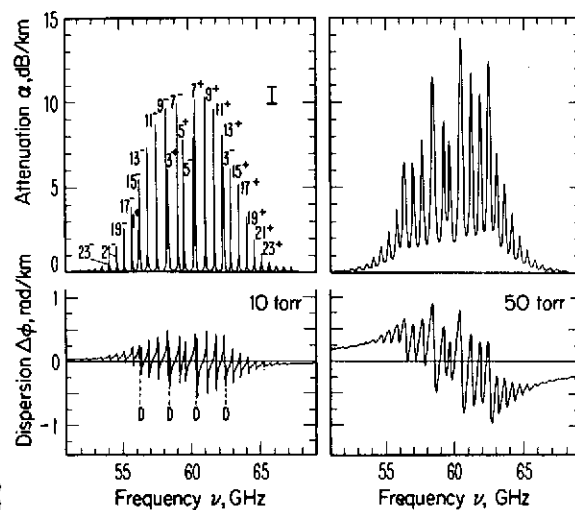 Attenuation α, dB/km
15
10
5
0
23⁻
21⁻
19⁻
17⁻
15⁻
13⁻
11⁻
9⁻
7⁻
3⁺
5⁺
5⁻
7⁺
9⁺
11⁺
13⁺
3⁻
15⁺
17⁺
19⁺
21⁺
23⁺
I
Dispersion Δϕ, rad/km
1
0
-1
10 torr
50 torr
D D D D
55 60 65
55 60 65
Frequency ν, GHz
Frequency ν, GHz